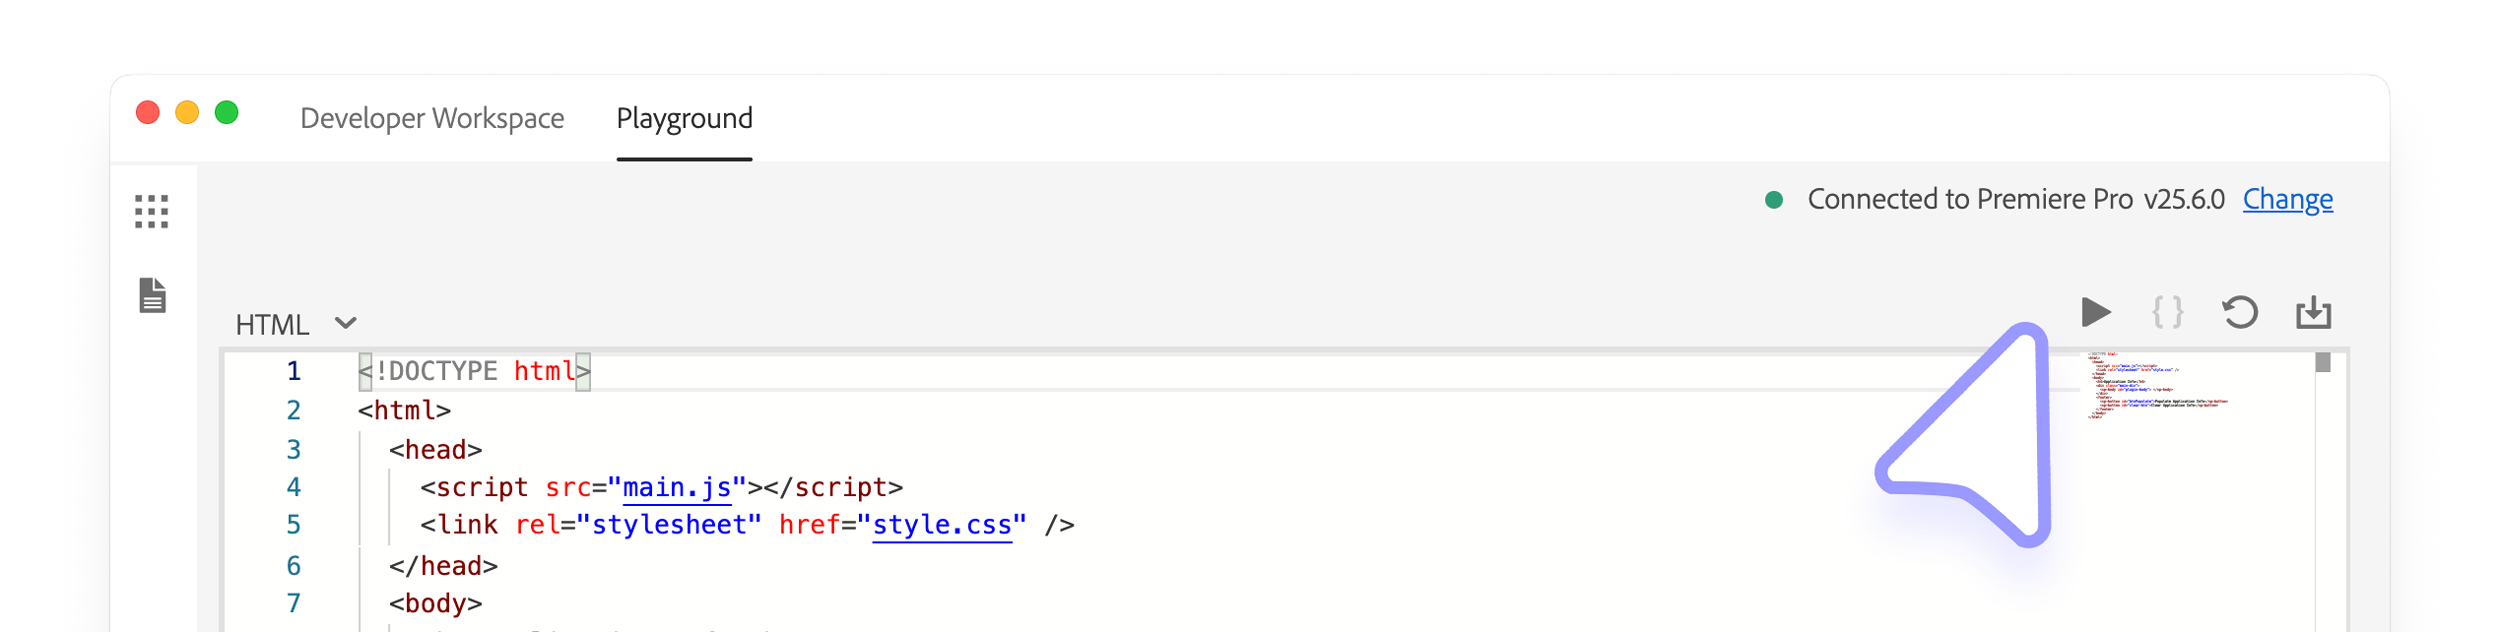 Developer Workspace Playground
Connected to Premiere Pro v25.6.0 Change
HTML
1 <!DOCTYPE html>
2 <html>
3 <head>
4 <script src="main.js"></script>
5 <link rel="stylesheet" href="style.css" />
6 </head>
7 <body>